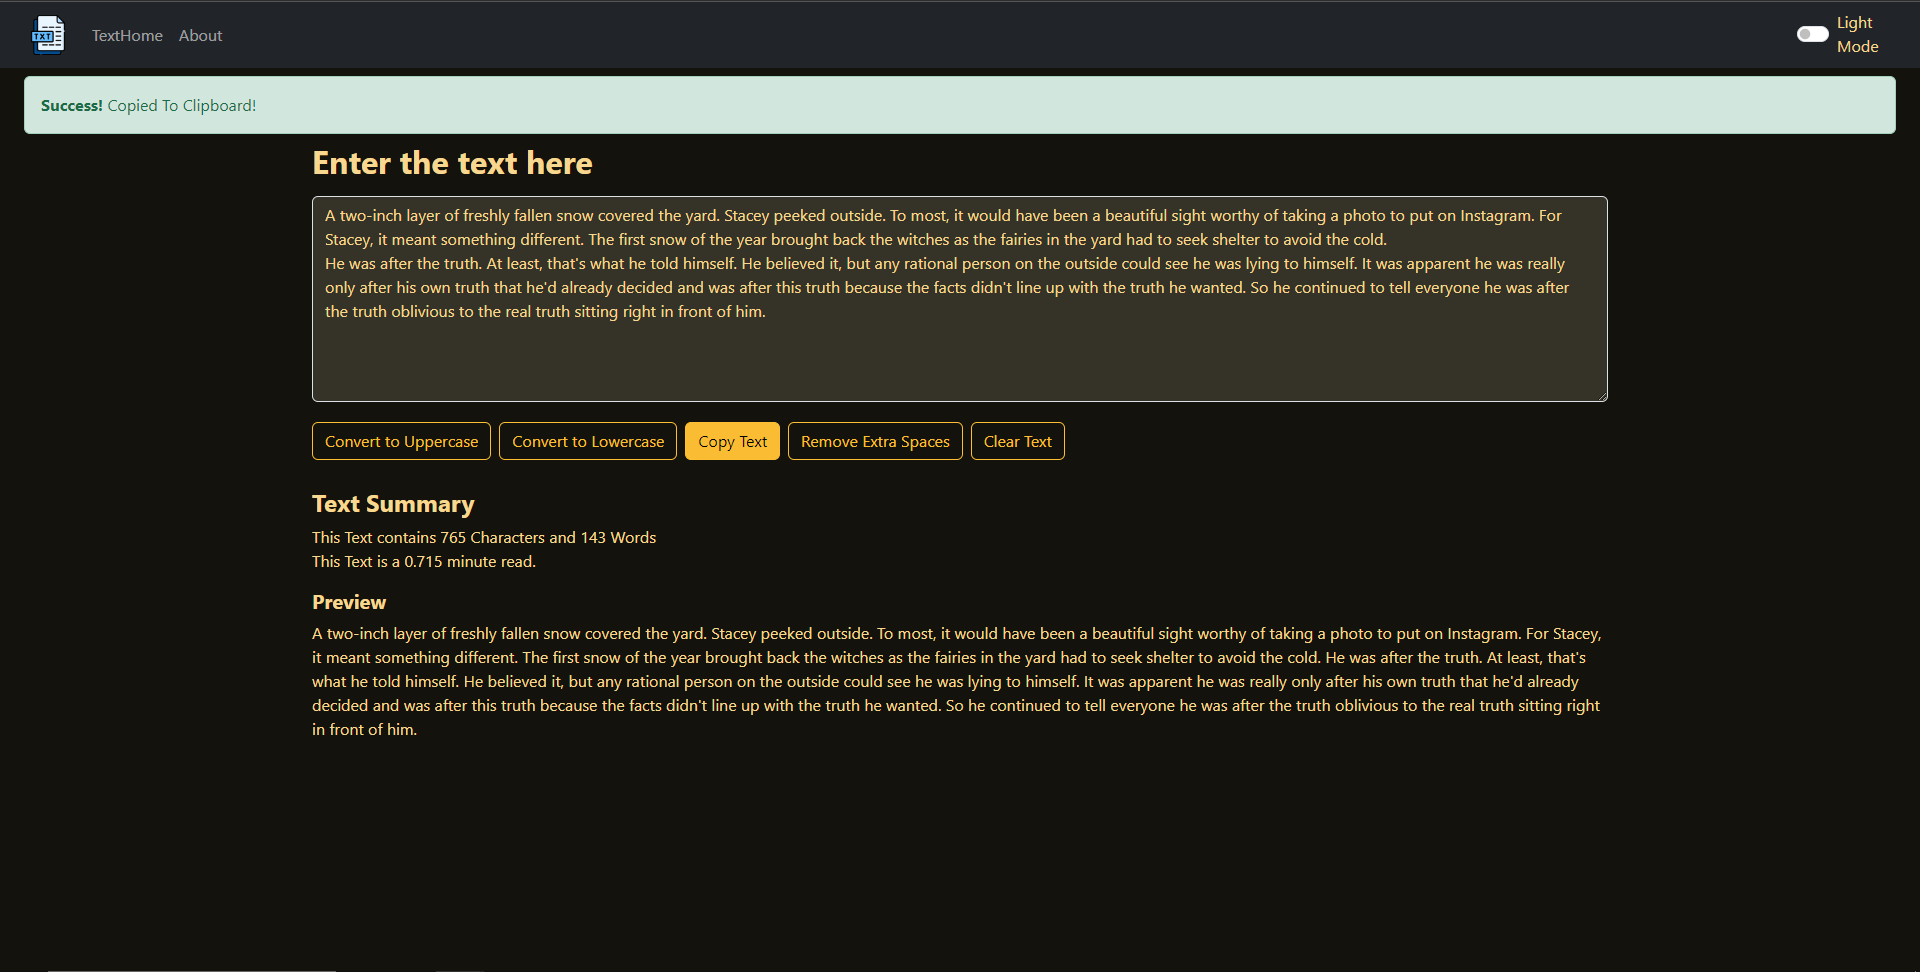 TXT
TextHome About
Light
Mode
Success! Copied To Clipboard!
Enter the text here
A two-inch layer of freshly fallen snow covered the yard. Stacey peeked outside. To most, it would have been a beautiful sight worthy of taking a photo to put on Instagram. For
Stacey, it meant something different. The first snow of the year brought back the witches as the fairies in the yard had to seek shelter to avoid the cold.
He was after the truth. At least, that's what he told himself. He believed it, but any rational person on the outside could see he was lying to himself. It was apparent he was really
only after his own truth that he'd already decided and was after this truth because the facts didn't line up with the truth he wanted. So he continued to tell everyone he was after
the truth oblivious to the real truth sitting right in front of him.
Convert to Uppercase Convert to Lowercase Copy Text Remove Extra Spaces Clear Text
Text Summary
This Text contains 765 Characters and 143 Words
This Text is a 0.715 minute read.
Preview
A two-inch layer of freshly fallen snow covered the yard. Stacey peeked outside. To most, it would have been a beautiful sight worthy of taking a photo to put on Instagram. For Stacey,
it meant something different. The first snow of the year brought back the witches as the fairies in the yard had to seek shelter to avoid the cold. He was after the truth. At least, that's
what he told himself. He believed it, but any rational person on the outside could see he was lying to himself. It was apparent he was really only after his own truth that he'd already
decided and was after this truth because the facts didn't line up with the truth he wanted. So he continued to tell everyone he was after the truth oblivious to the real truth sitting right
in front of him.